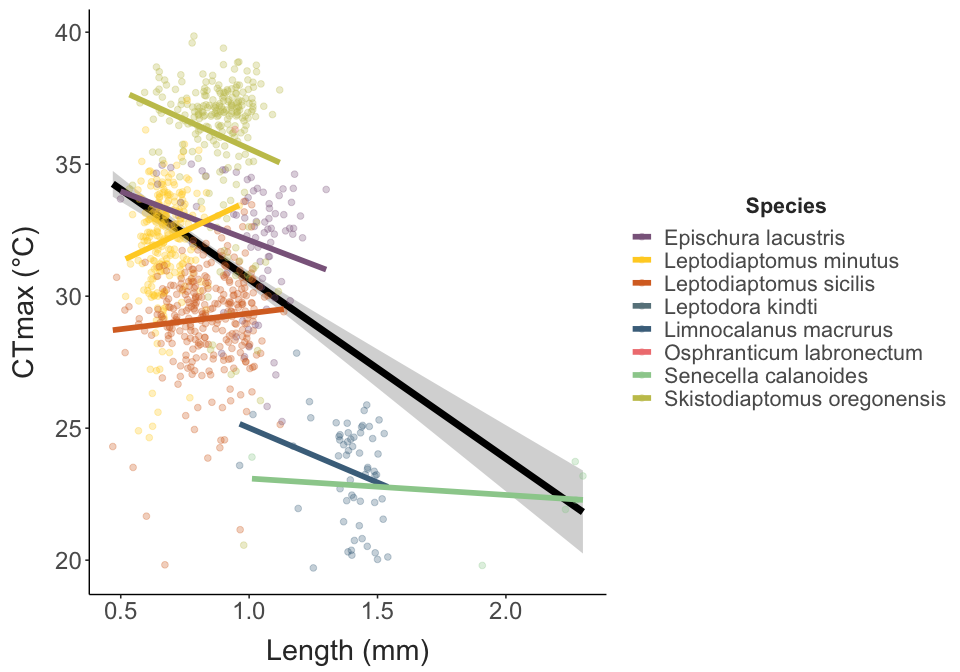 40
35
30
25
20
CTmax (°C)
0.5 1.0 1.5 2.0
Length (mm)
Species
Epischura lacustris
Leptodiaptomus minutus
Leptodiaptomus sicilis
Leptodora kindti
Limnocalanus macrurus
Osphranticum labronectum
Senecella calanoides
Skistodiaptomus oregonensis